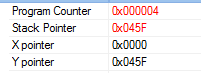 Program Counter 0x000004
Stack Pointer 0x045F
X pointer 0x0000
Y pointer 0x045F